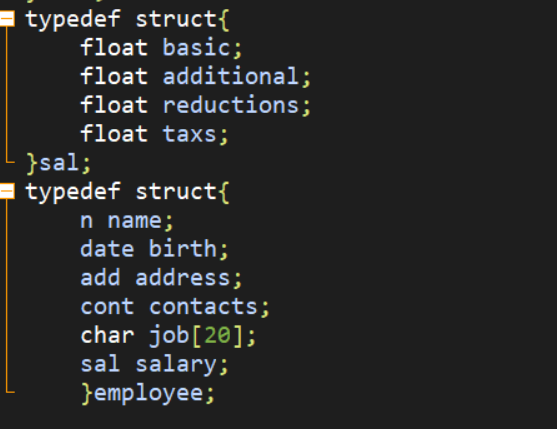 typedef struct{
    float basic;
    float additional;
    float reductions;
    float taxs;
}sal;
typedef struct{
    n name;
    date birth;
    add address;
    cont contacts;
    char job[20];
    sal salary;
    }employee;